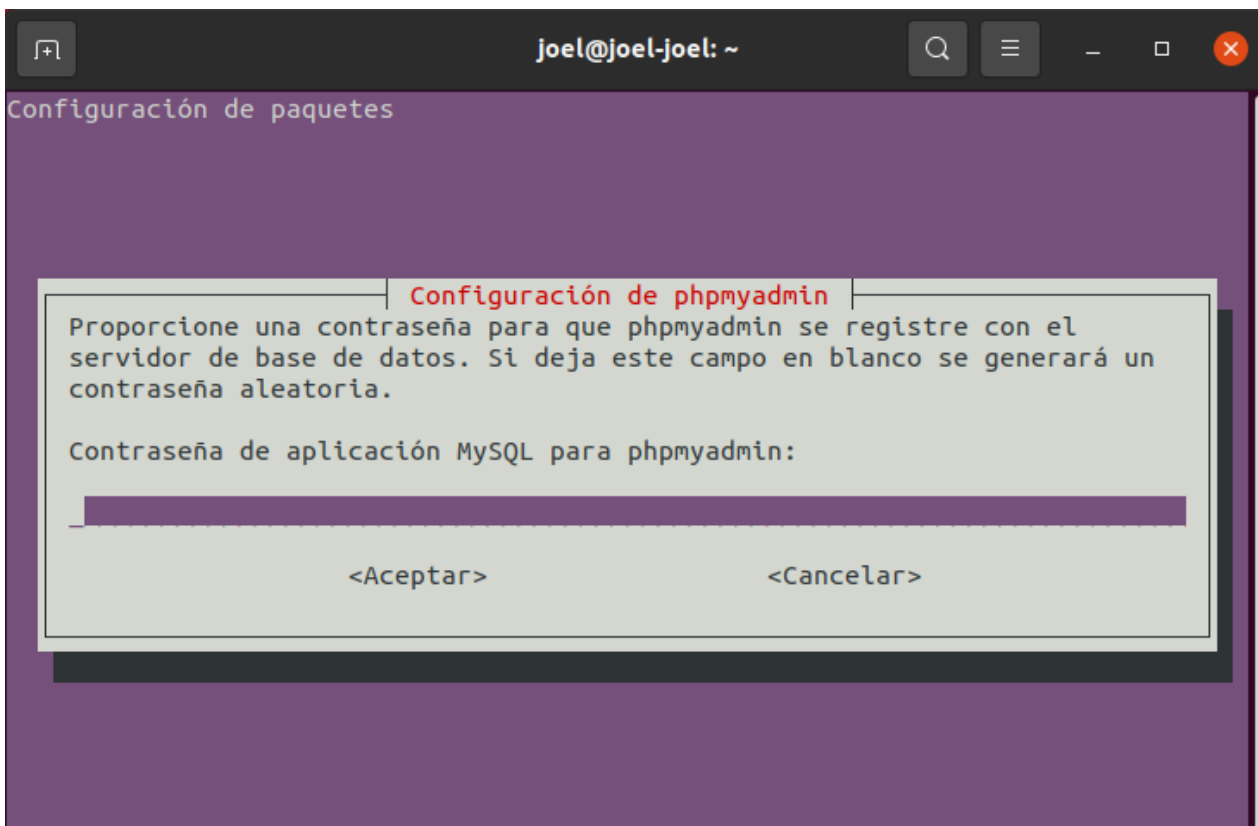 joel@joel-joel: ~
Configuración de paquetes
Configuración de phpmyadmin
Proporcione una contraseña para que phpmyadmin se registre con el
servidor de base de datos. Si deja este campo en blanco se generará un
contraseña aleatoria.
Contraseña de aplicación MySQL para phpmyadmin:
<Aceptar> <Cancelar>